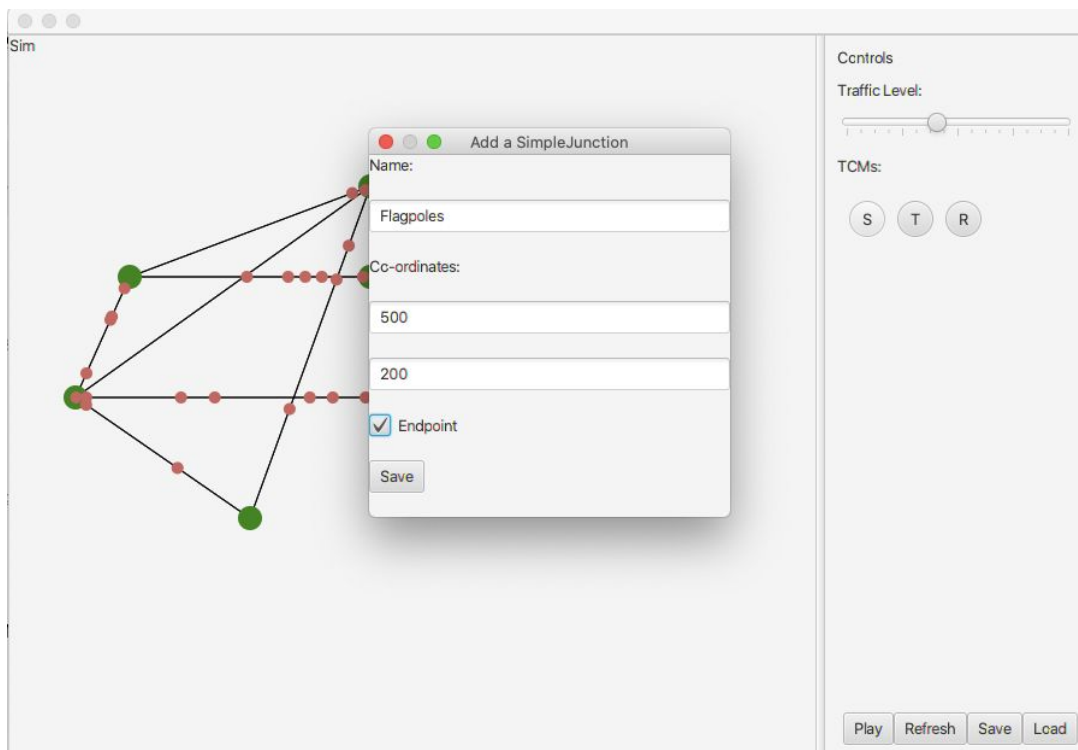 Sim
Controls
Traffic Level:
TCMs:
S T R
Add a SimpleJunction
Name:
Flagpoles
Co-ordinates:
500
200
Endpoint
Save
Play Refresh Save Load